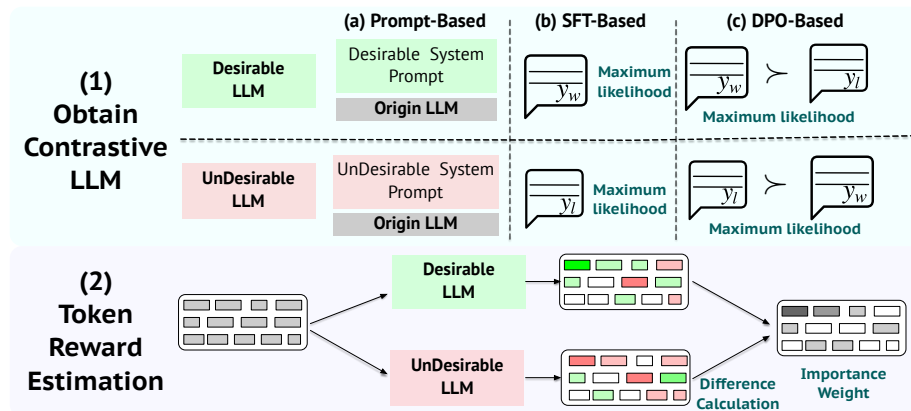 (a) Prompt-Based
(b) SFT-Based
(c) DPO-Based
(1)
Obtain
Contrastive
LLM
Desirable
LLM
Desirable System
Prompt
Origin LLM
y_w
Maximum
likelihood
y_w ≻ y_l
Maximum likelihood
UnDesirable
LLM
UnDesirable System
Prompt
Origin LLM
y_l
Maximum
likelihood
y_l ≻ y_w
Maximum likelihood
(2)
Token
Reward
Estimation
Desirable
LLM
UnDesirable
LLM
Difference
Calculation
Importance
Weight